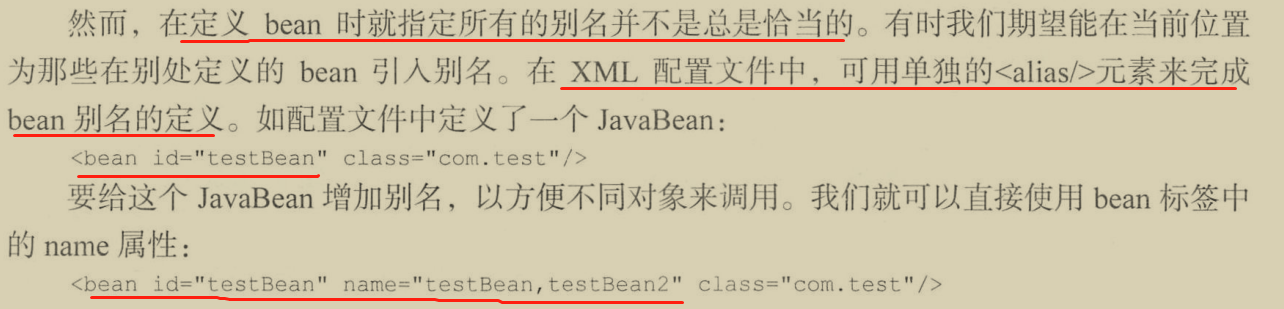 然而，在定义 bean 时就指定所有的别名并不是总是恰当的。有时我们期望能在当前位置
为那些在别处定义的 bean 引入别名。在 XML 配置文件中，可用单独的<alias/>元素来完成
bean 别名的定义。如配置文件中定义了一个 JavaBean：
<bean id="testBean" class="com.test"/>
要给这个 JavaBean 增加别名，以方便不同对象来调用。我们就可以直接使用 bean 标签中
的 name 属性：
<bean id="testBean" name="testBean,testBean2" class="com.test"/>